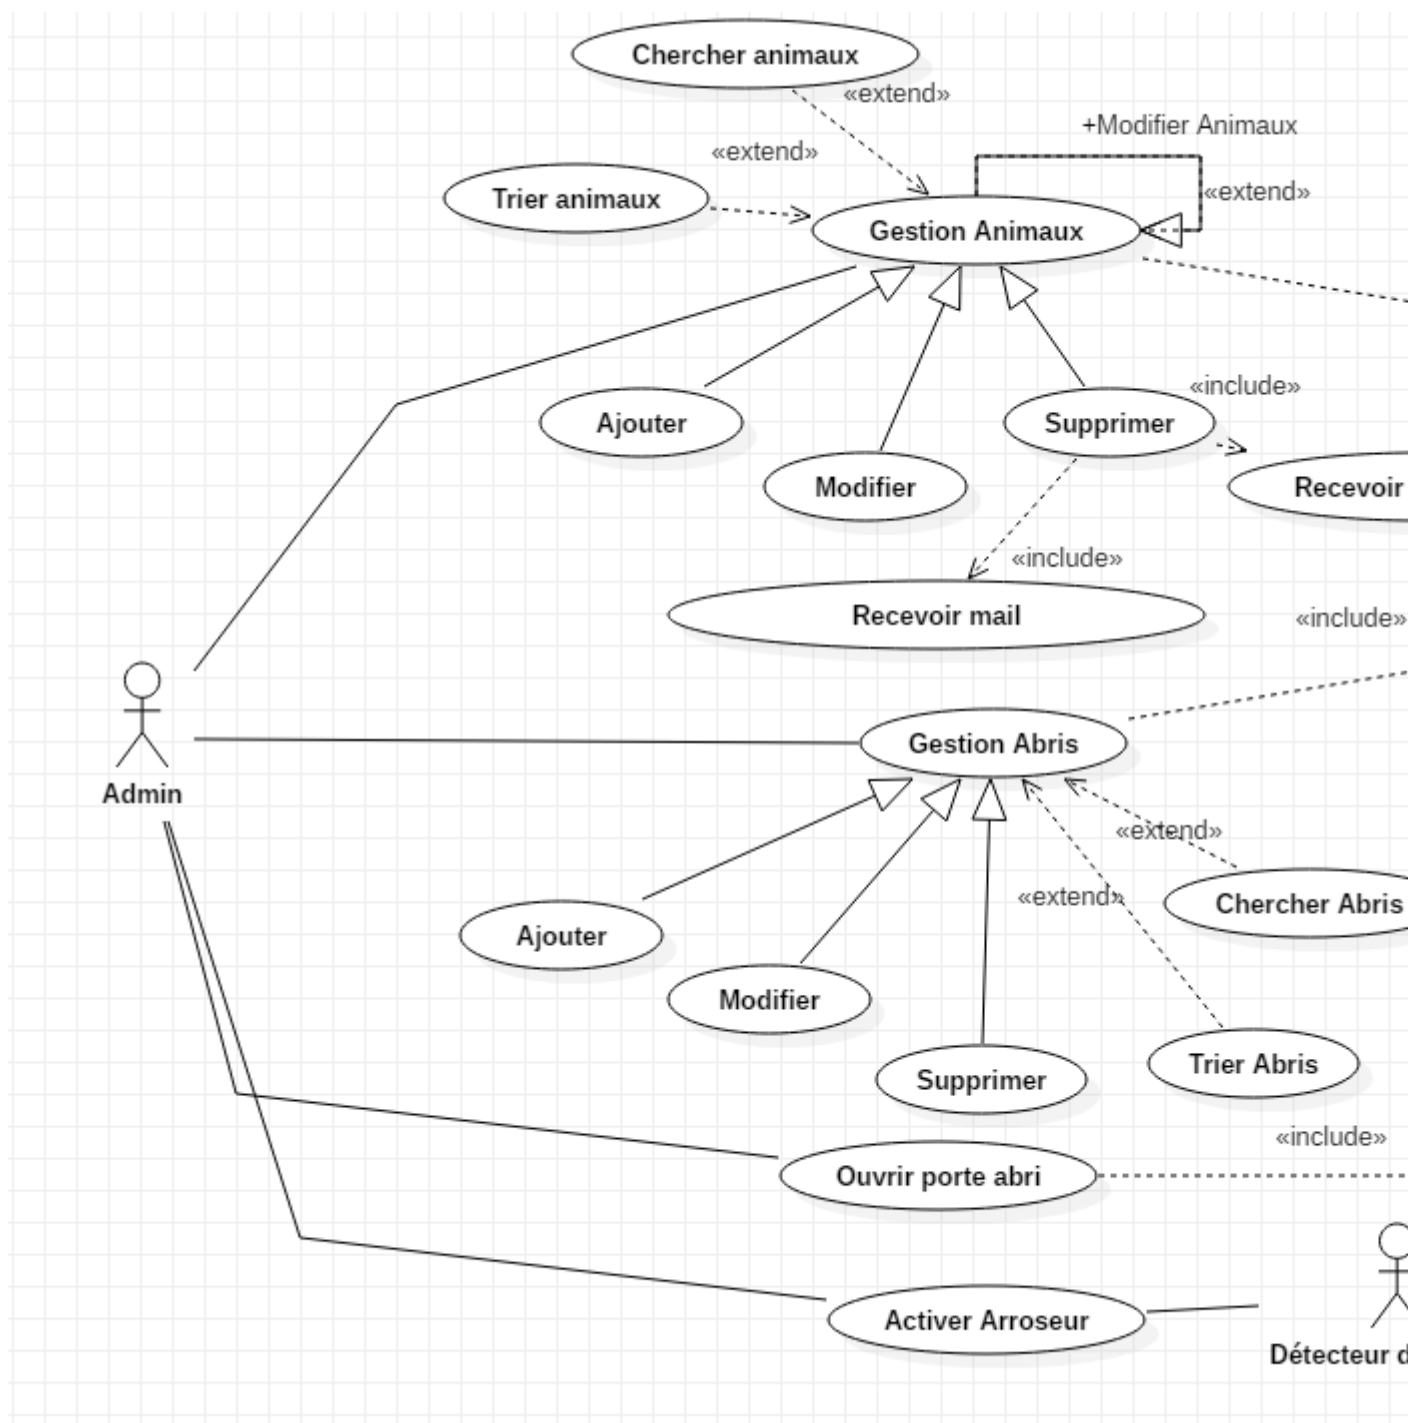 Chercher animaux
«extend»
+Modifier Animaux
«extend»
Trier animaux
«extend»
Gestion Animaux
«include»
Ajouter
Supprimer
Modifier
Recevoir
«include»
Recevoir mail
«include»
Gestion Abris
Admin
«extend»
«extend»
Chercher Abris
Ajouter
Modifier
Trier Abris
Supprimer
«include»
Ouvrir porte abri
Activer Arroseur
Détecteur d